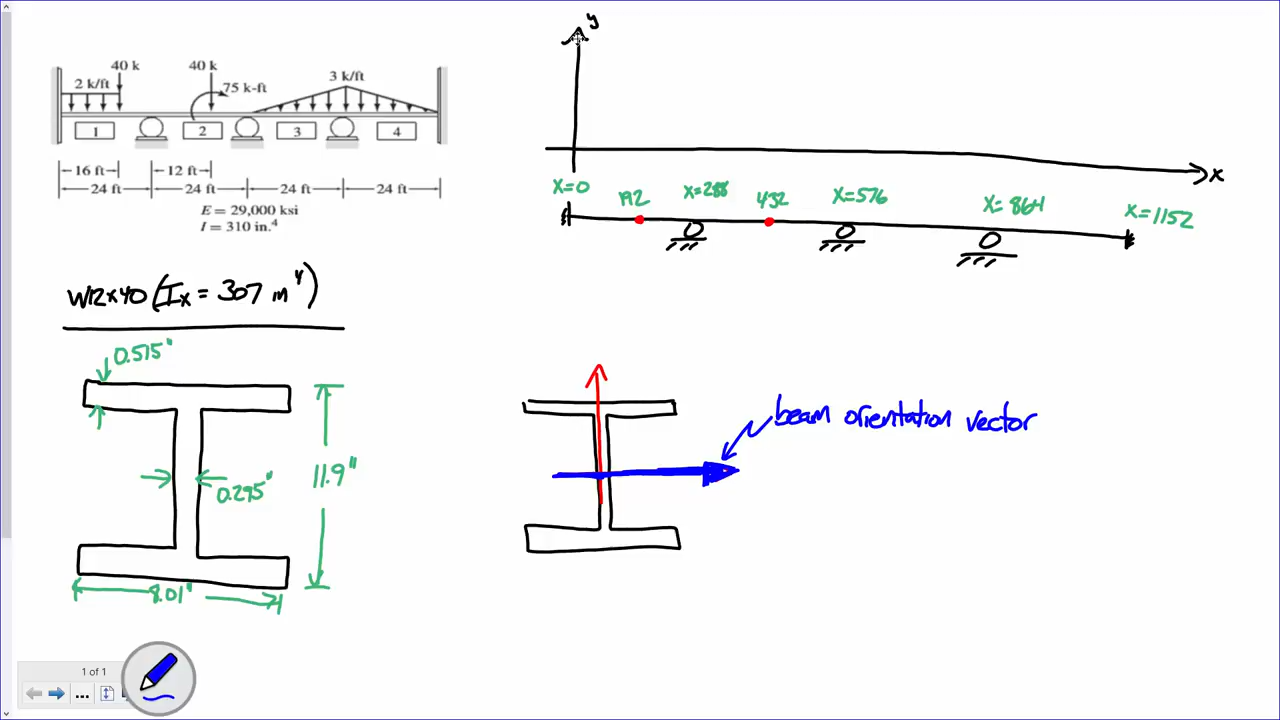 y
40 k
40 k
3 k/ft
2 k/ft
75 k-ft
1
2
3
4
16 ft
12 ft
24 ft
24 ft
24 ft
24 ft
E = 29,000 ksi
I = 310 in.4
x
x=0
192
x=288
432
x=576
x=864
x=1152
W12x40 (Ix = 307 in4)
0.515"
11.9"
0.295"
8.01"
beam orientation vector
1 of 1
...